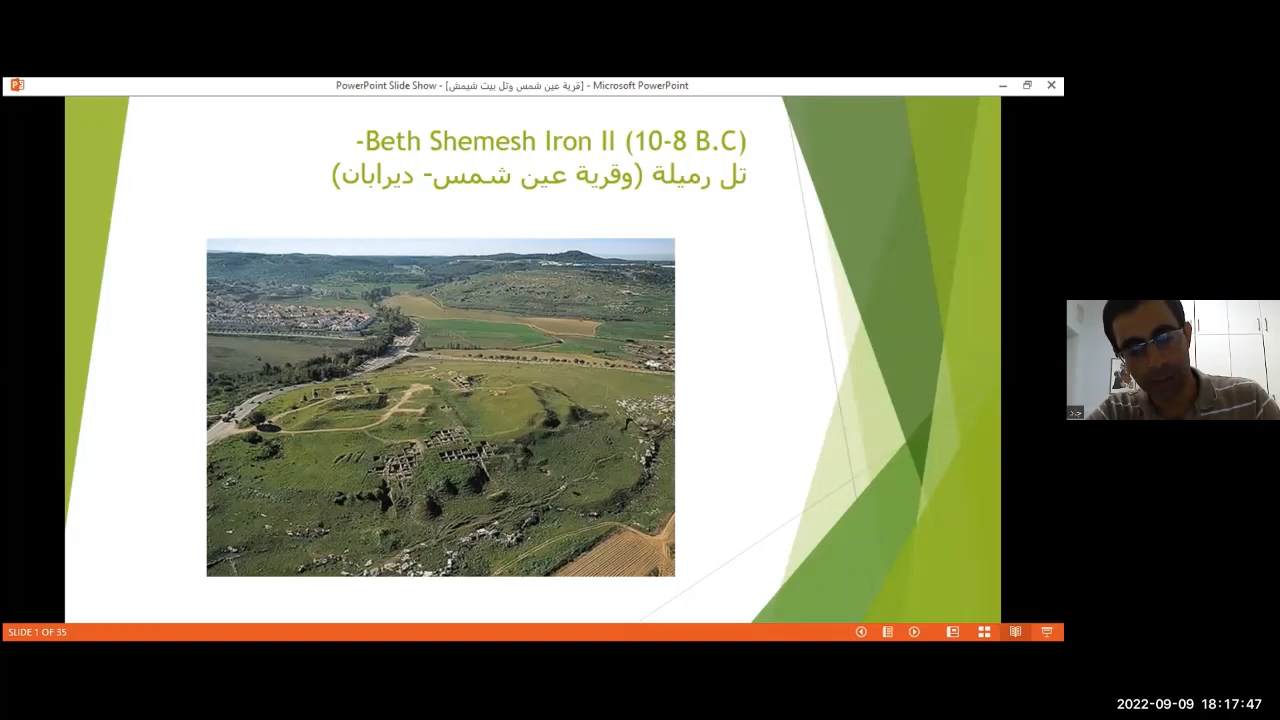 PowerPoint Slide Show - [قرية عين شمس وتل بيت شيمش] - Microsoft PowerPoint
-Beth Shemesh Iron II (10-8 B.C)
تل رميلة (وقرية عين شمس- ديرابان)
ج د
SLIDE 1 OF 35
2022-09-09 18:17:47